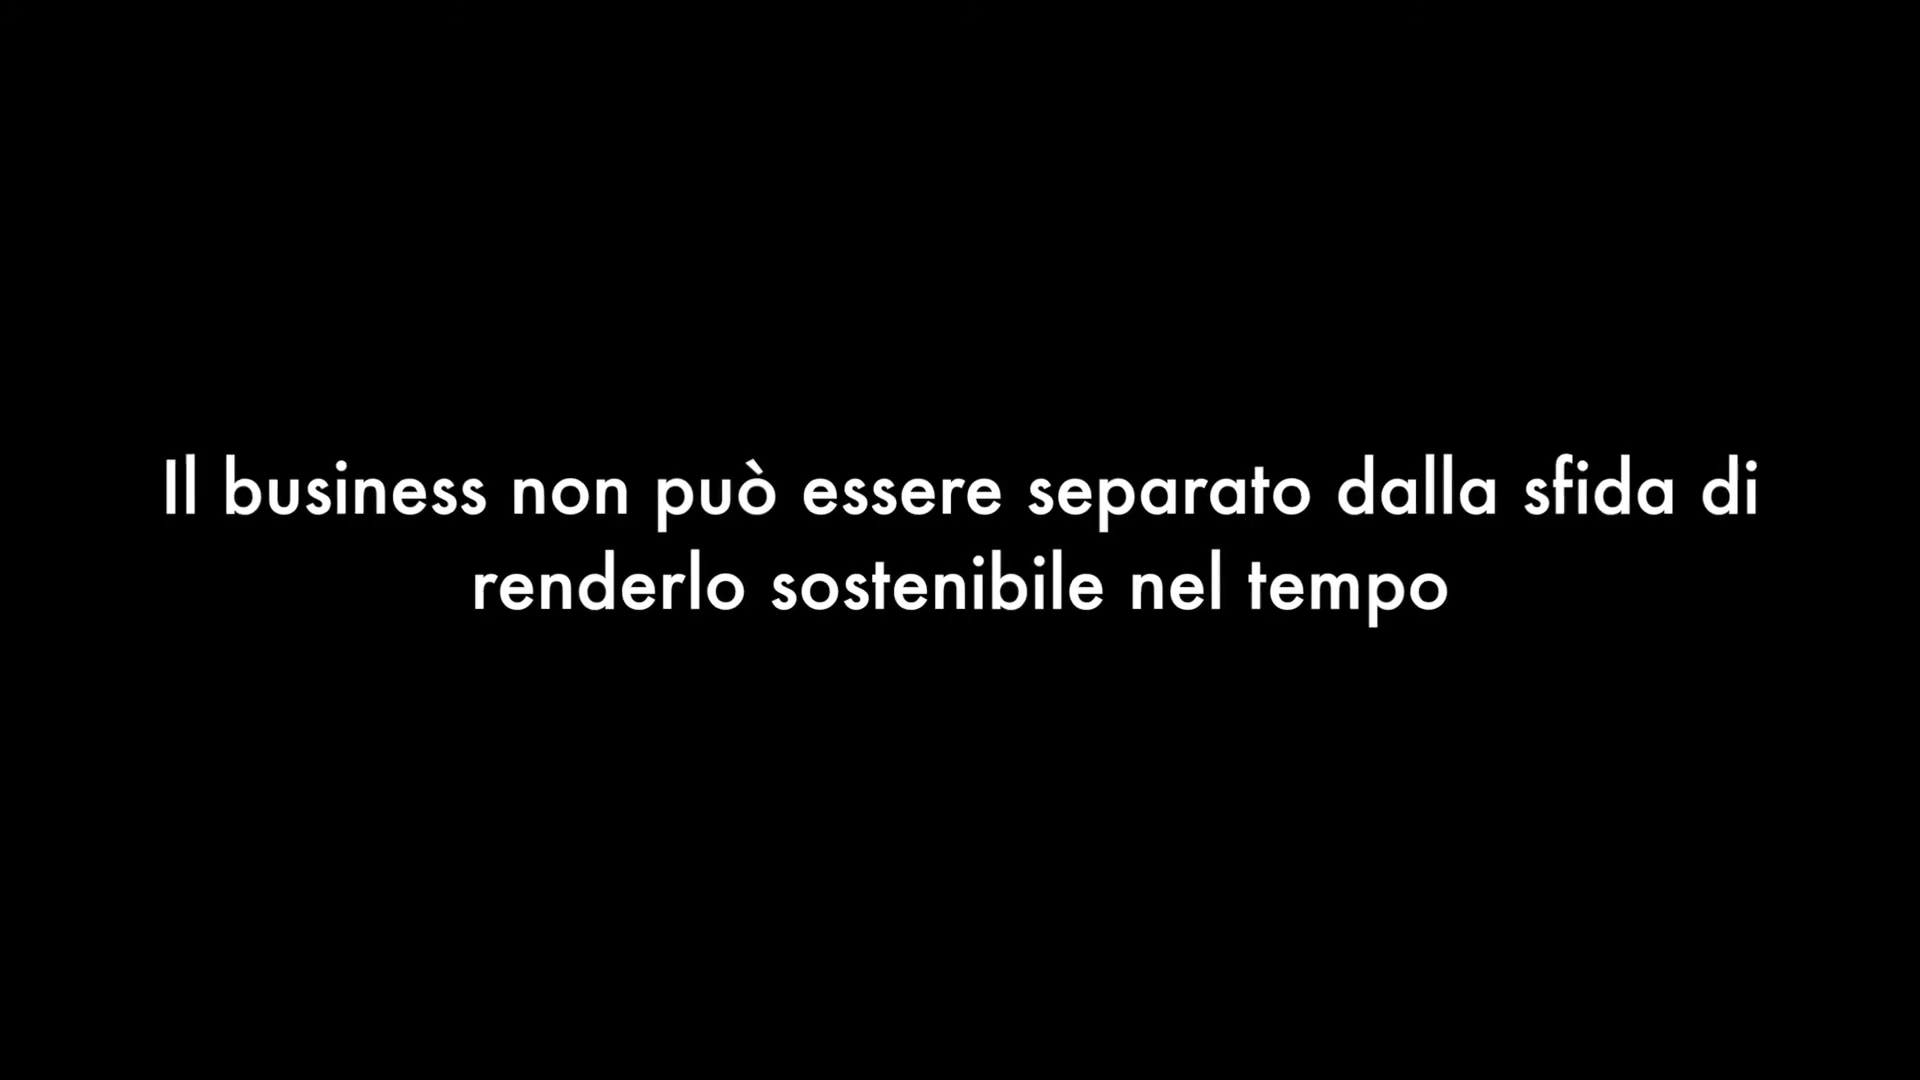 Il business non può essere separato dalla sfida di
renderlo sostenibile nel tempo